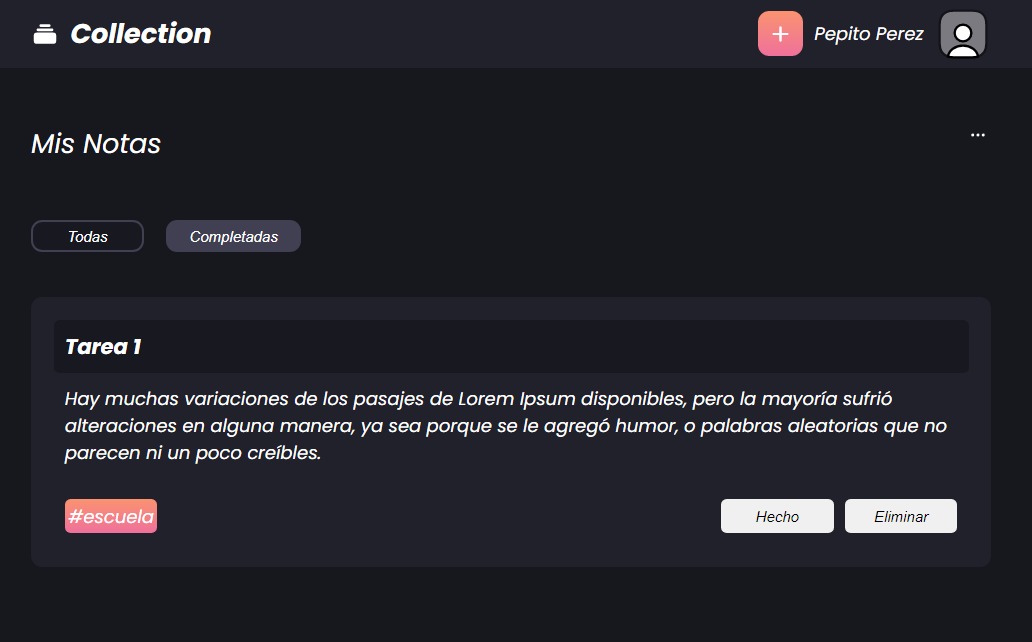 Collection
+ Pepito Perez
Mis Notas
...
Todas
Completadas
Tarea 1
Hay muchas variaciones de los pasajes de Lorem Ipsum disponibles, pero la mayoría sufrió
alteraciones en alguna manera, ya sea porque se le agregó humor, o palabras aleatorias que no
parecen ni un poco creíbles.
#escuela
Hecho
Eliminar